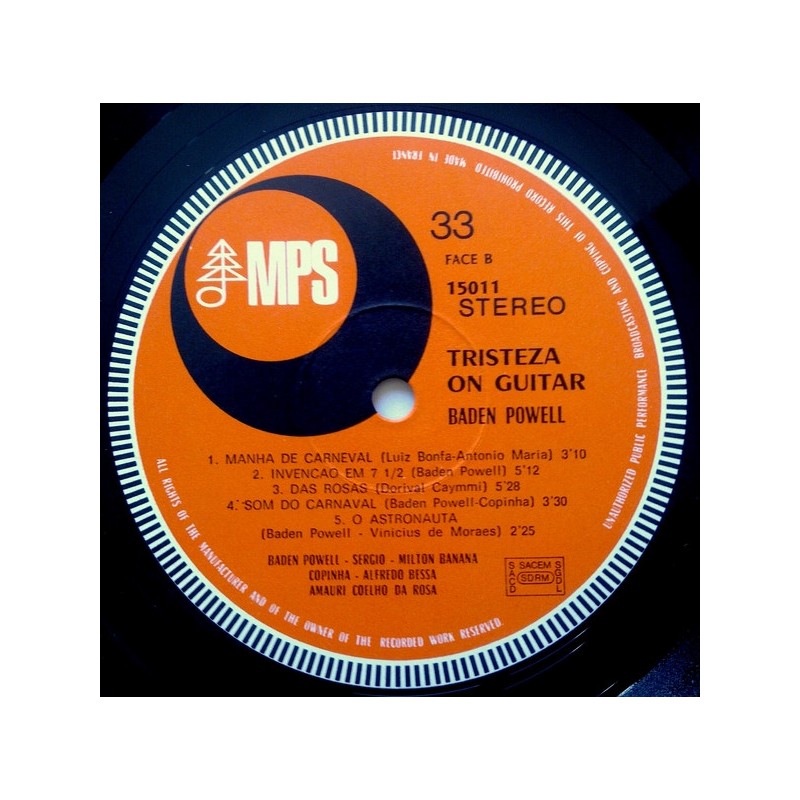 MPS
33
FACE B
15011
STEREO
TRISTEZA
ON GUITAR
BADEN POWELL
1. MANHA DE CARNEVAL (Luiz Bonfa-Antonio Maria) 3'10
2. INVENCAO EM 7 1/2 (Baden Powell) 5'12
3. DAS ROSAS (Dorival Caymmi) 5'28
4. SOM DO CARNAVAL (Baden Powell-Copinha) 3'30
5. O ASTRONAUTA
(Baden Powell - Vinicius de Moraes) 2'25
BADEN POWELL - SERGIO - MILTON BANANA
COPINHA - ALFREDO BESSA
AMAURI COELHO DA ROSA
SACD SACEM SDRM SGDL
ALL RIGHTS OF THE MANUFACTURER AND OF THE OWNER OF THE RECORDED WORK RESERVED.
UNAUTHORIZED PUBLIC PERFORMANCE BROADCASTING AND COPYING OF THIS RECORD PROHIBITED MADE IN FRANCE